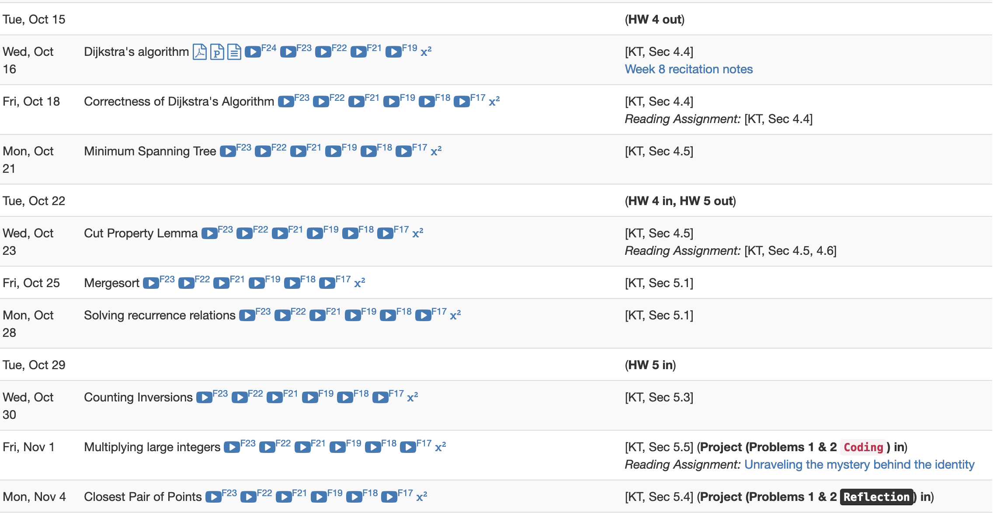 Tue, Oct 15 (HW 4 out)
Wed, Oct 16 Dijkstra's algorithm P F24 F23 F22 F21 F19 x² [KT, Sec 4.4]
Week 8 recitation notes
Fri, Oct 18 Correctness of Dijkstra's Algorithm F23 F22 F21 F19 F18 F17 x² [KT, Sec 4.4]
Reading Assignment: [KT, Sec 4.4]
Mon, Oct 21 Minimum Spanning Tree F23 F22 F21 F19 F18 F17 x² [KT, Sec 4.5]
Tue, Oct 22 (HW 4 in, HW 5 out)
Wed, Oct 23 Cut Property Lemma F23 F22 F21 F19 F18 F17 x² [KT, Sec 4.5]
Reading Assignment: [KT, Sec 4.5, 4.6]
Fri, Oct 25 Mergesort F23 F22 F21 F19 F18 F17 x² [KT, Sec 5.1]
Mon, Oct 28 Solving recurrence relations F23 F22 F21 F19 F18 F17 x² [KT, Sec 5.1]
Tue, Oct 29 (HW 5 in)
Wed, Oct 30 Counting Inversions F23 F22 F21 F19 F18 F17 x² [KT, Sec 5.3]
Fri, Nov 1 Multiplying large integers F23 F22 F21 F19 F18 F17 x² [KT, Sec 5.5] (Project (Problems 1 & 2 Coding ) in)
Reading Assignment: Unraveling the mystery behind the identity
Mon, Nov 4 Closest Pair of Points F23 F22 F21 F19 F18 F17 x² [KT, Sec 5.4] (Project (Problems 1 & 2 Reflection ) in)